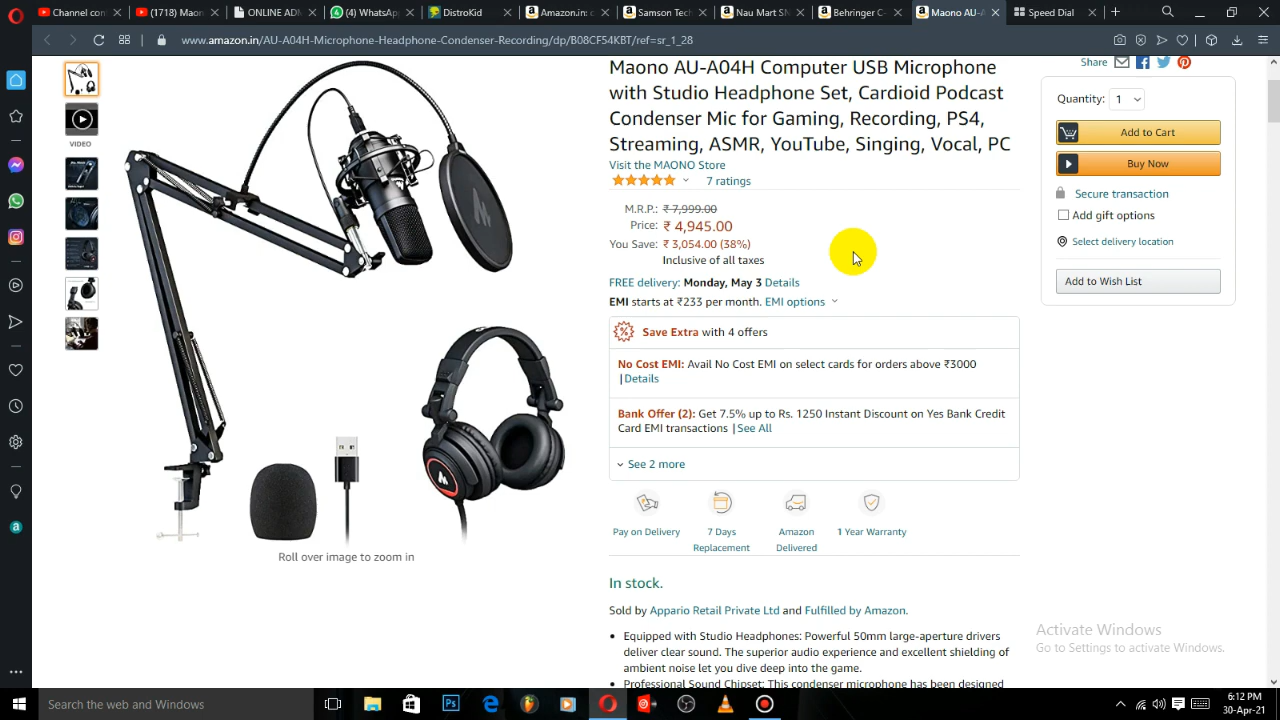 Channel con
(1718) Maon
ONLINE ADM
(4) WhatsApp
DistroKid
Amazon.in: c
Samson Tech
Nau Mart SM
Behringer C-
Maono AU-A
Speed Dial
www.amazon.in/AU-A04H-Microphone-Headphone-Condenser-Recording/dp/B08CF54KBT/ref=sr_1_28
VIDEO
Roll over image to zoom in
Maono AU-A04H Computer USB Microphone
with Studio Headphone Set, Cardioid Podcast
Condenser Mic for Gaming, Recording, PS4,
Streaming, ASMR, YouTube, Singing, Vocal, PC
Visit the MAONO Store
7 ratings
M.R.P.: ₹ 7,999.00
Price: ₹ 4,945.00
You Save: ₹ 3,054.00 (38%)
Inclusive of all taxes
FREE delivery: Monday, May 3 Details
EMI starts at ₹233 per month. EMI options
Save Extra with 4 offers
No Cost EMI: Avail No Cost EMI on select cards for orders above ₹3000
|Details
Bank Offer (2): Get 7.5% up to Rs. 1250 Instant Discount on Yes Bank Credit
Card EMI transactions |See All
See 2 more
Pay on Delivery
7 Days
Replacement
Amazon
Delivered
1 Year Warranty
In stock.
Sold by Appario Retail Private Ltd and Fulfilled by Amazon.
• Equipped with Studio Headphones: Powerful 50mm large-aperture drivers
deliver clear sound. The superior audio experience and excellent shielding of
ambient noise let you dive deep into the game.
• Professional Sound Chipset: This condenser microphone has been designed
Share
Quantity: 1
Add to Cart
Buy Now
Secure transaction
Add gift options
Select delivery location
Add to Wish List
Activate Windows
Go to Settings to activate Windows.
Search the web and Windows
6:12 PM
30-Apr-21